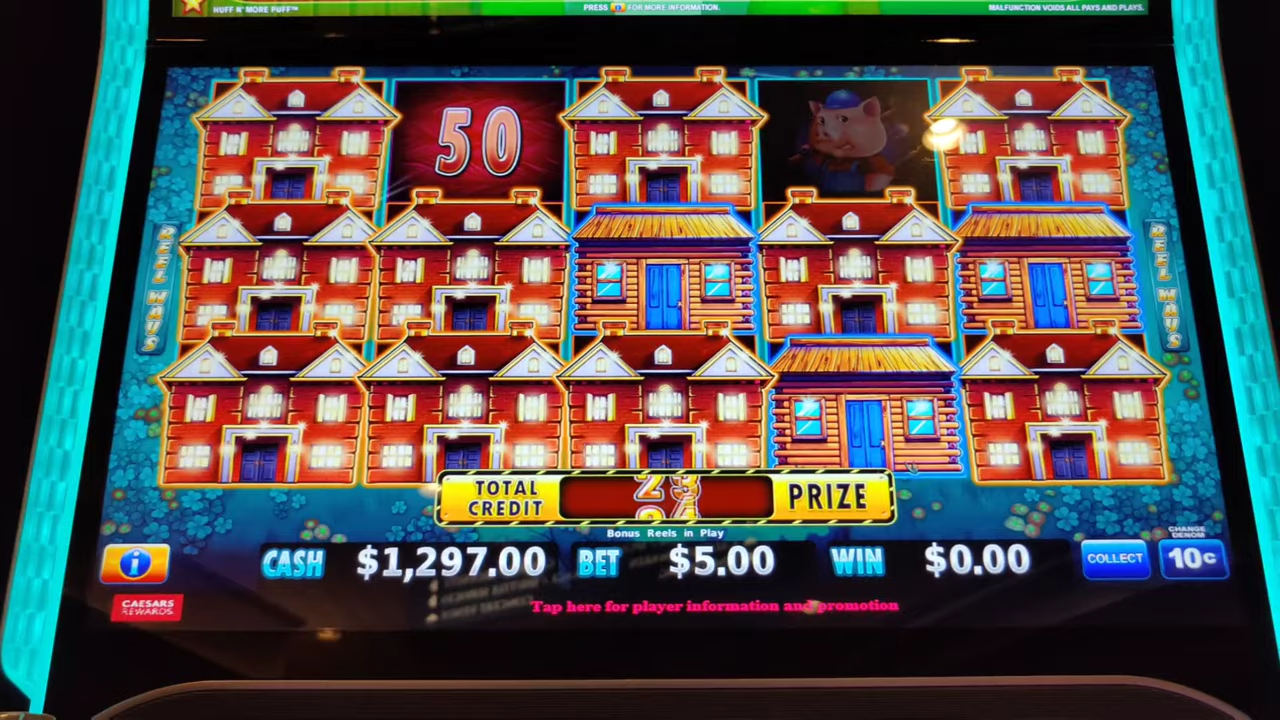 HUFF N' MORE PUFF™
PRESS i FOR MORE INFORMATION.
MALFUNCTION VOIDS ALL PAYS AND PLAYS.
50
REEL WAYS
REEL WAYS
TOTAL CREDIT
PRIZE
Bonus Reels in Play
CASH $1,297.00 BET $5.00 WIN $0.00
COLLECT
CHANGE DENOM
10¢
CAESARS REWARDS
Tap here for player information and promotion